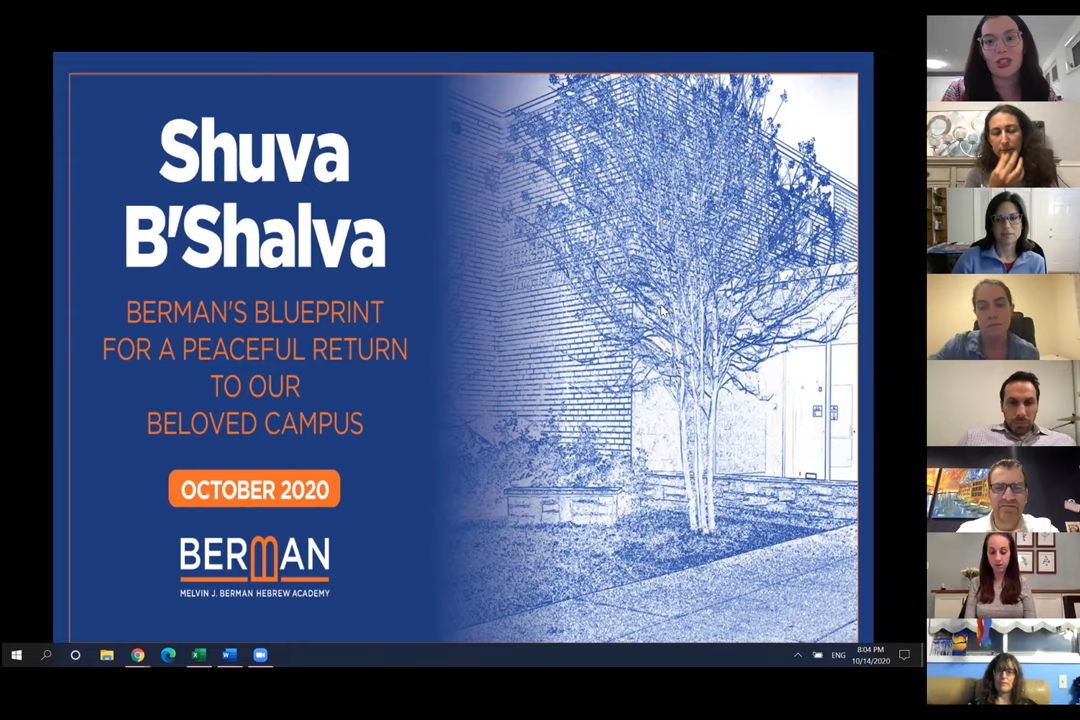 Shuva
B'Shalva
BERMAN'S BLUEPRINT
FOR A PEACEFUL RETURN
TO OUR
BELOVED CAMPUS
OCTOBER 2020
BERMAN
MELVIN J. BERMAN HEBREW ACADEMY
ENG
8:04 PM
10/14/2020